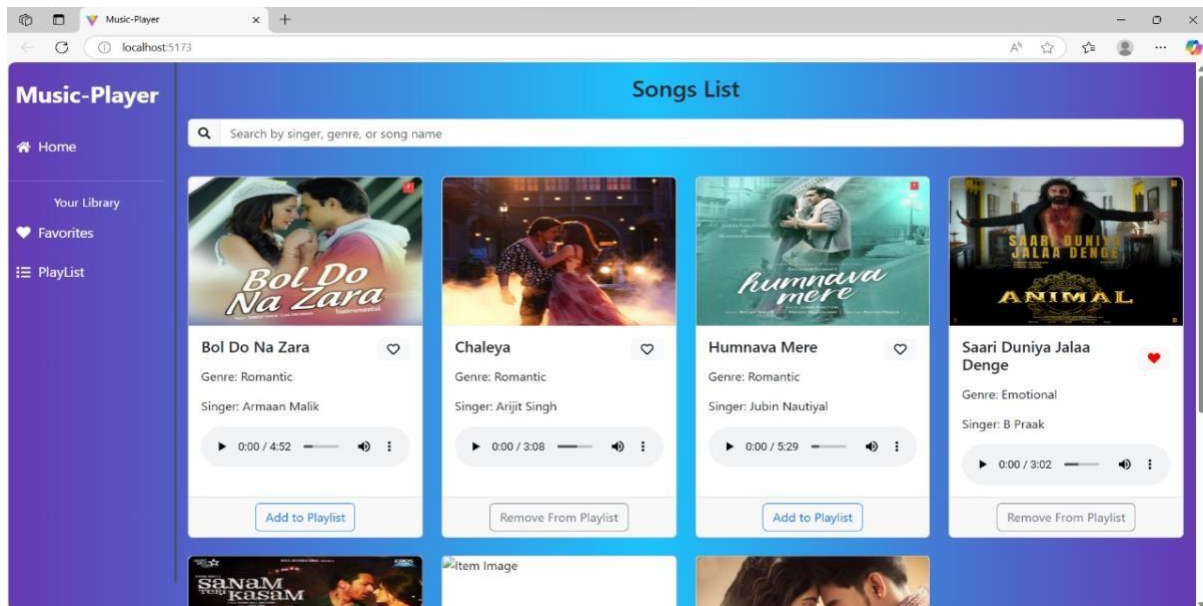 Music-Player
localhost:5173
Music-Player
Home
Your Library
Favorites
PlayList
Songs List
Search by singer, genre, or song name
Bol Do
Na Zara
Instrumental
humnava
mere
SAARI DUNIYA
JALAA DENGE
ANIMAL
Bol Do Na Zara
Genre: Romantic
Singer: Armaan Malik
0:00 / 4:52
Add to Playlist
Chaleya
Genre: Romantic
Singer: Arijit Singh
0:00 / 3:08
Remove From Playlist
Humnava Mere
Genre: Romantic
Singer: Jubin Nautiyal
0:00 / 5:29
Add to Playlist
Saari Duniya Jalaa
Denge
Genre: Emotional
Singer: B Praak
0:00 / 3:02
Remove From Playlist
SANAM
TERI KASAM
Item Image